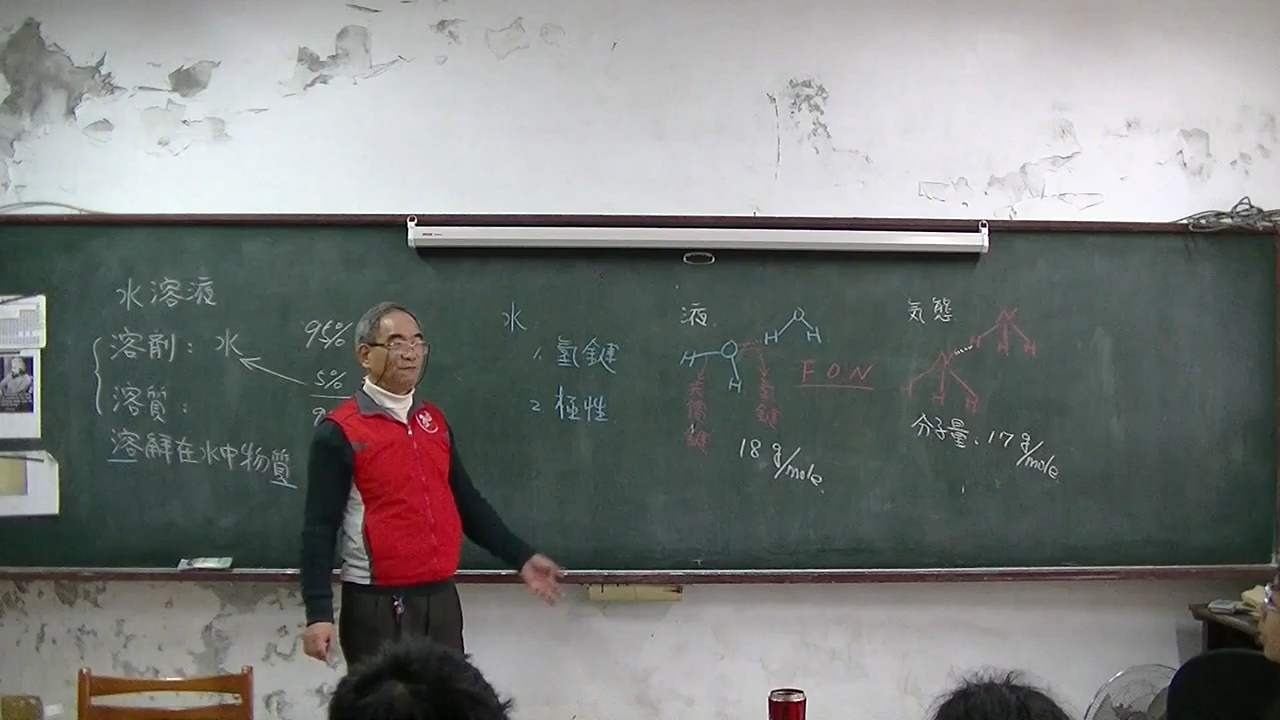 水溶液
溶劑：水
95%
5%
溶質：
溶解在水中物質
水
1. 氫鍵
2. 極性
液
H O H
H O H
共價鍵
氫鍵
FON
18 g/mole
気態
N H H H
N H H H
分子量、17 g/mole